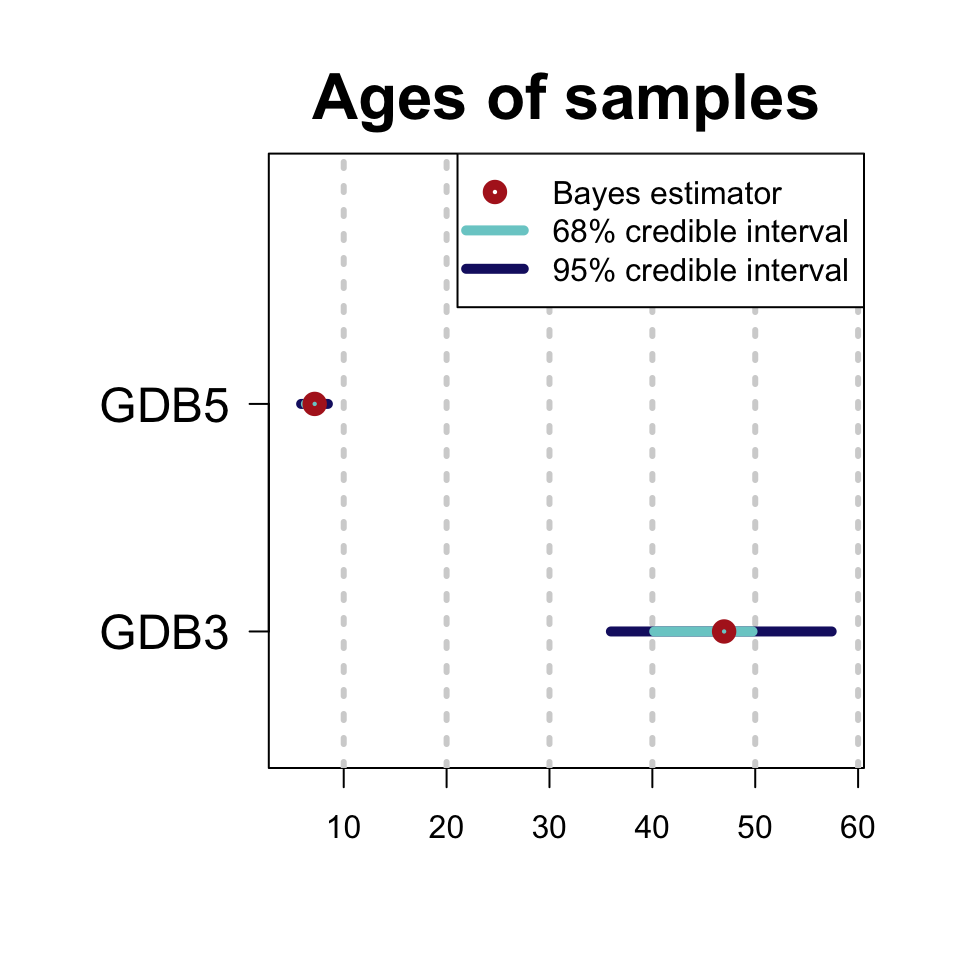 Ages of samples
Bayes estimator
68% credible interval
95% credible interval
GDB5
GDB3
10 20 30 40 50 60